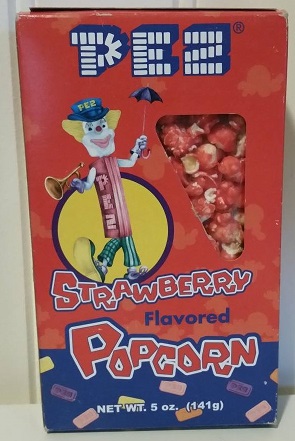 PEZ®
PEZ
PEZ
STRAWBERRY
Flavored
POPCORN
NET WT. 5 oz. (141g)